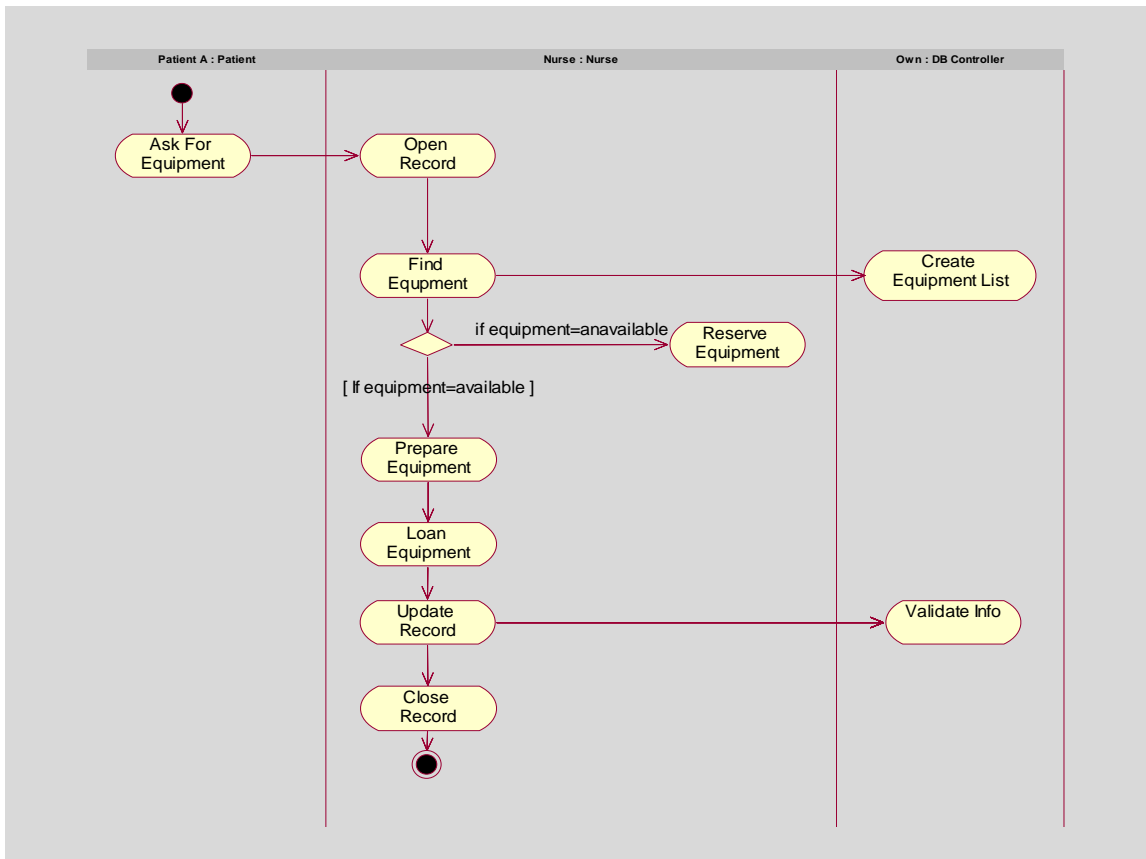 Patient A : Patient
Nurse : Nurse
Own : DB Controller
Ask For
Equipment
Open
Record
Find
Equpment
Create
Equipment List
if equipment=anavailable
Reserve
Equipment
[ If equipment=available ]
Prepare
Equipment
Loan
Equipment
Update
Record
Validate Info
Close
Record